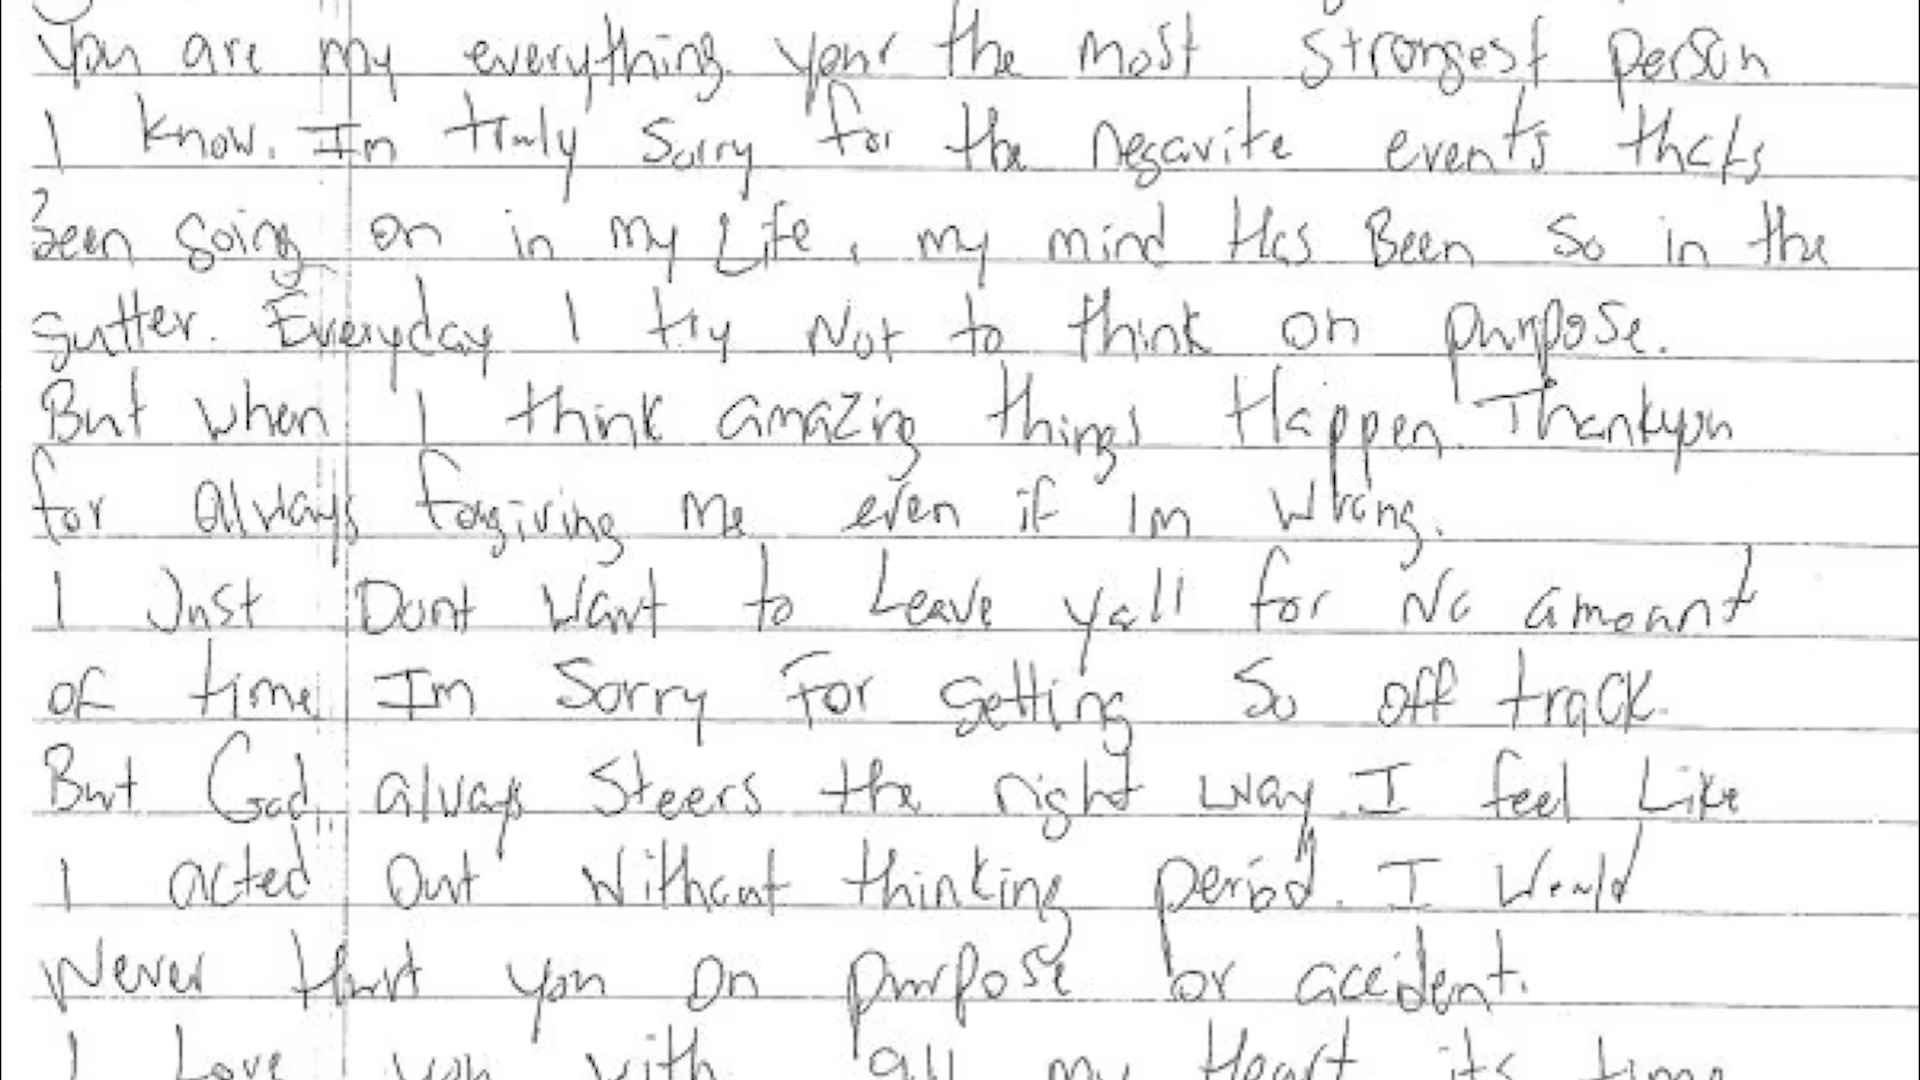 You are my everything. your the most strongest person
I know. Im truly sorry for the negavite events thats
Been going on in my Life, my mind Has Been so in the
gutter. Everyday I try Not to think on purpose.
But when I think amazing things Happen. Thankyou
for always forgiving me even if Im Wrong.
I Just Dont Want to Leave yall for No amount
of time Im Sorry For getting So off track.
But God always Steers the right way. I feel Like
I acted Out Without thinking period. I Would
Never Hurt you On purpose or accident.
I Love you with all my Heart its time